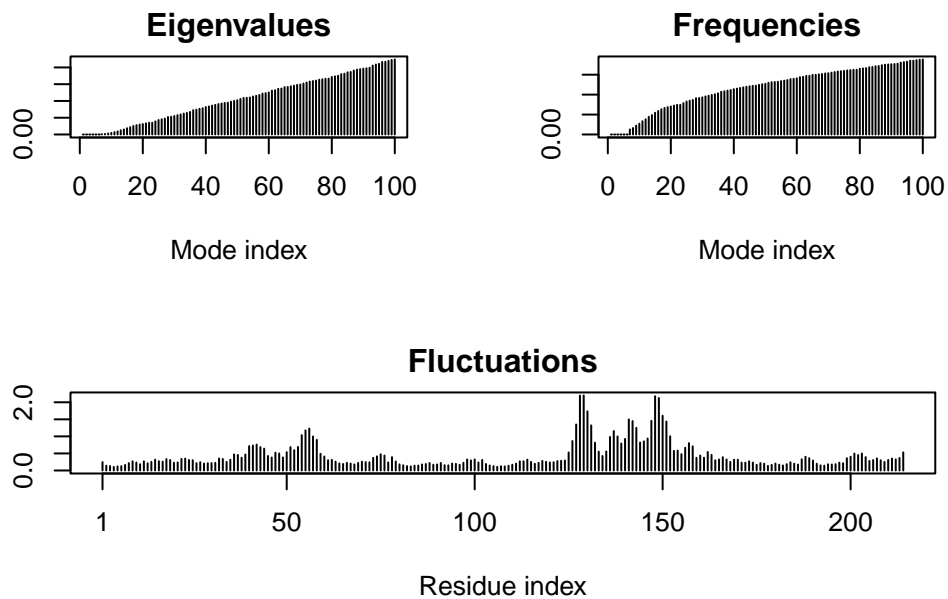 Eigenvalues
0.00
0 20 40 60 80 100
Mode index
Frequencies
0.00
0 20 40 60 80 100
Mode index
Fluctuations
2.0
0.0
1 50 100 150 200
Residue index